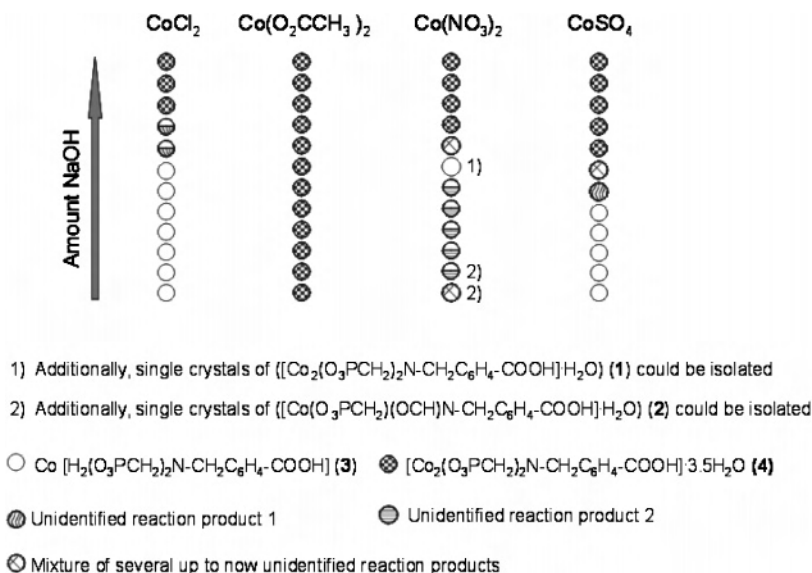 CoCl₂ Co(O₂CCH₃)₂ Co(NO₃)₂ CoSO₄
Amount NaOH
1)
2)
2)
1) Additionally, single crystals of ([Co₂(O₃PCH₂)₂N-CH₂C₆H₄-COOH]·H₂O) (1) could be isolated
2) Additionally, single crystals of ([Co(O₃PCH₂)(OCH)N-CH₂C₆H₄-COOH]·H₂O) (2) could be isolated
Co [H₂(O₃PCH₂)₂N-CH₂C₆H₄-COOH] (3) [Co₂(O₃PCH₂)₂N-CH₂C₆H₄-COOH]·3.5H₂O (4)
Unidentified reaction product 1 Unidentified reaction product 2
Mixture of several up to now unidentified reaction products